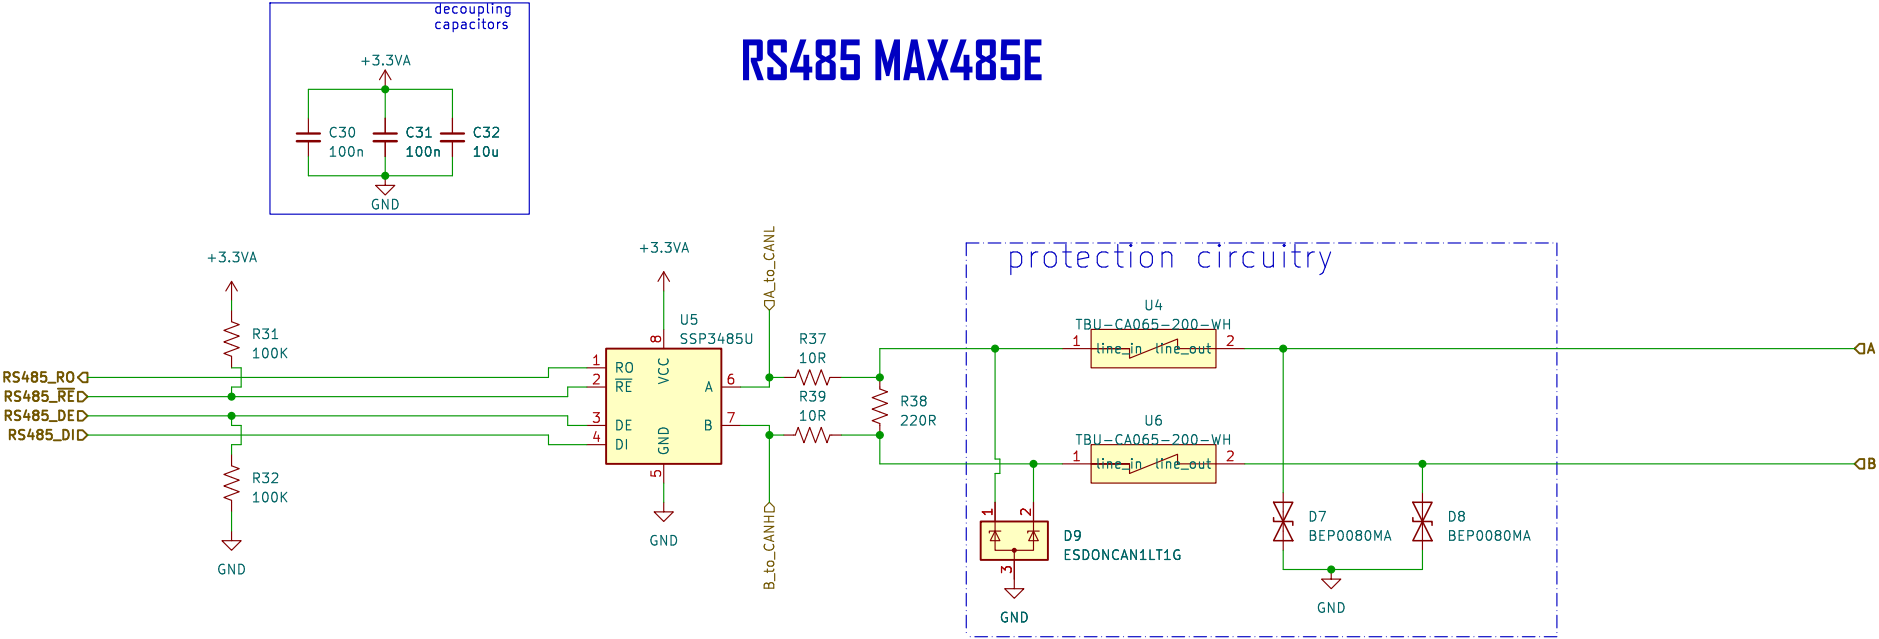 decoupling
capacitors
RS485 MAX485E
+3.3VA
C30
100n
C31
100n
C32
10u
GND
+3.3VA
R31
100K
RS485_RO
RS485_RE
RS485_DE
RS485_DI
R32
100K
GND
+3.3VA
U5
SSP3485U
8
VCC
1
RO
2
RE
3
DE
4
DI
A
6
B
7
GND
5
GND
A_to_CANL
B_to_CANH
R37
10R
R39
10R
R38
220R
protection circuitry
U4
TBU-CA065-200-WH
1
line_in
line_out
2
U6
TBU-CA065-200-WH
1
line_in
line_out
2
1
2
3
D9
ESDONCAN1LT1G
GND
D7
BEP0080MA
D8
BEP0080MA
GND
A
B